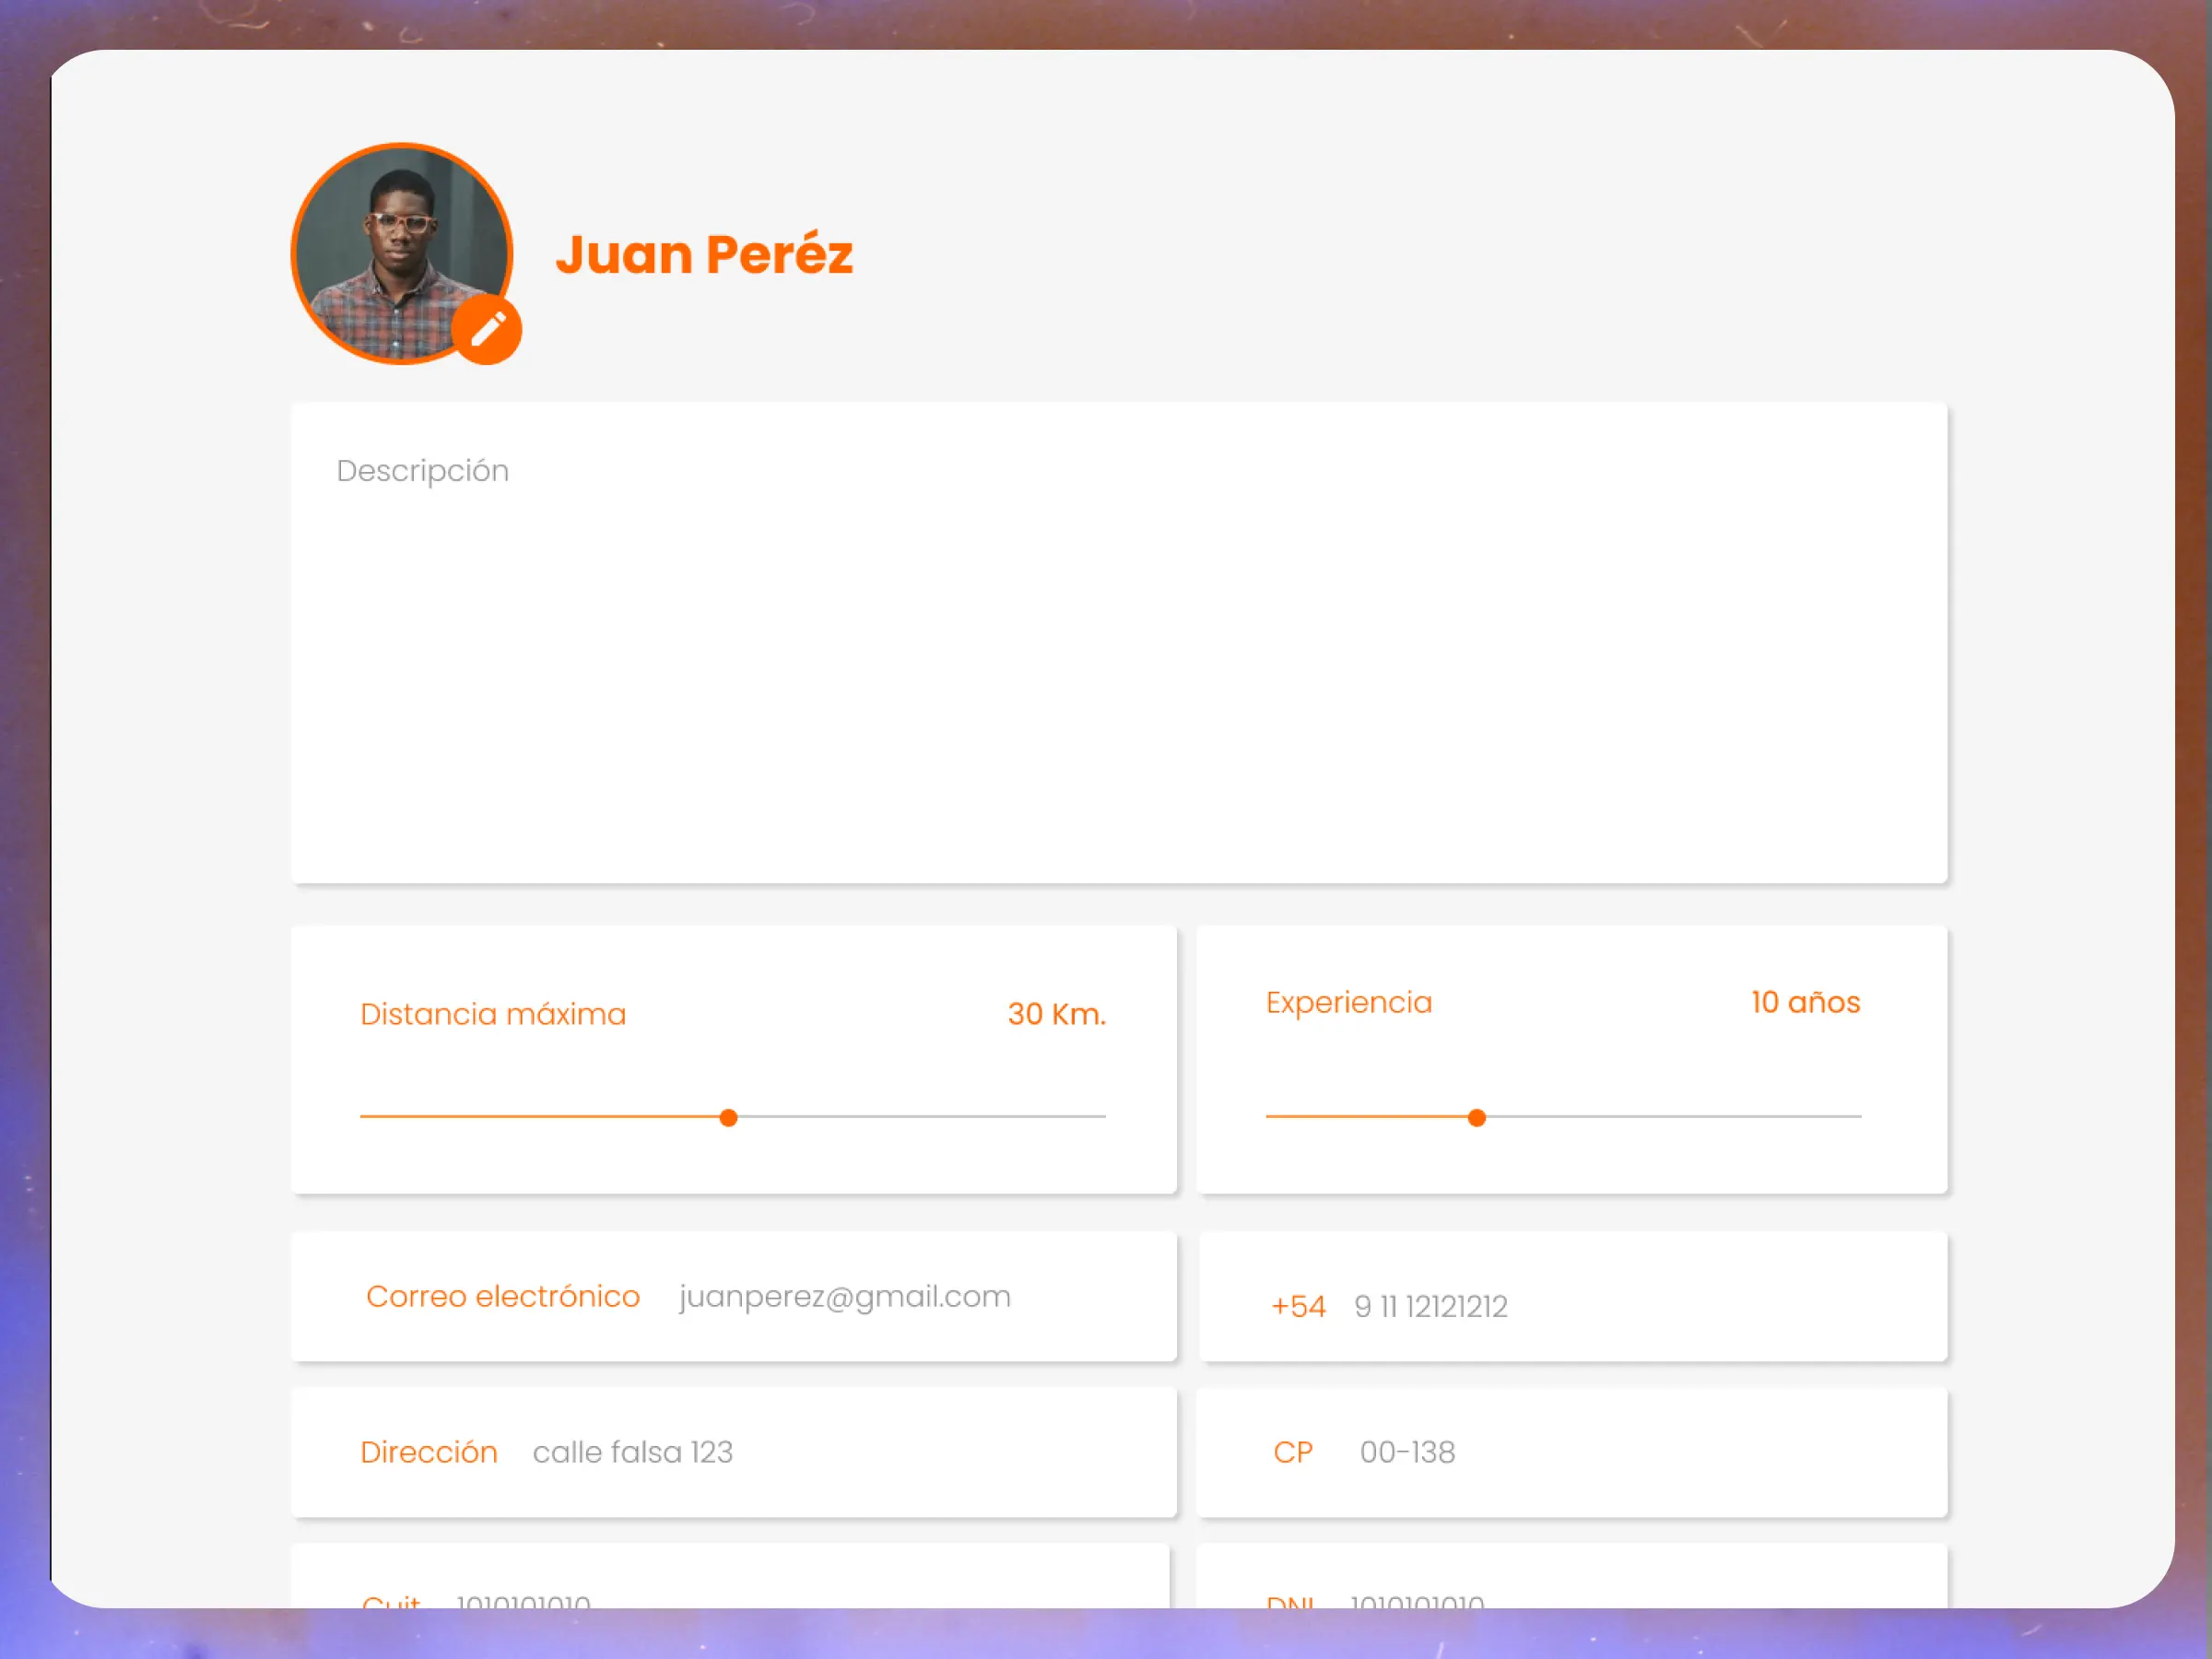 Juan Peréz
Descripción
Distancia máxima 30 Km.
Experiencia 10 años
Correo electrónico juanperez@gmail.com
+54 9 11 12121212
Dirección calle falsa 123
CP 00-138
Cuit 1010101010
DNI 1010101010